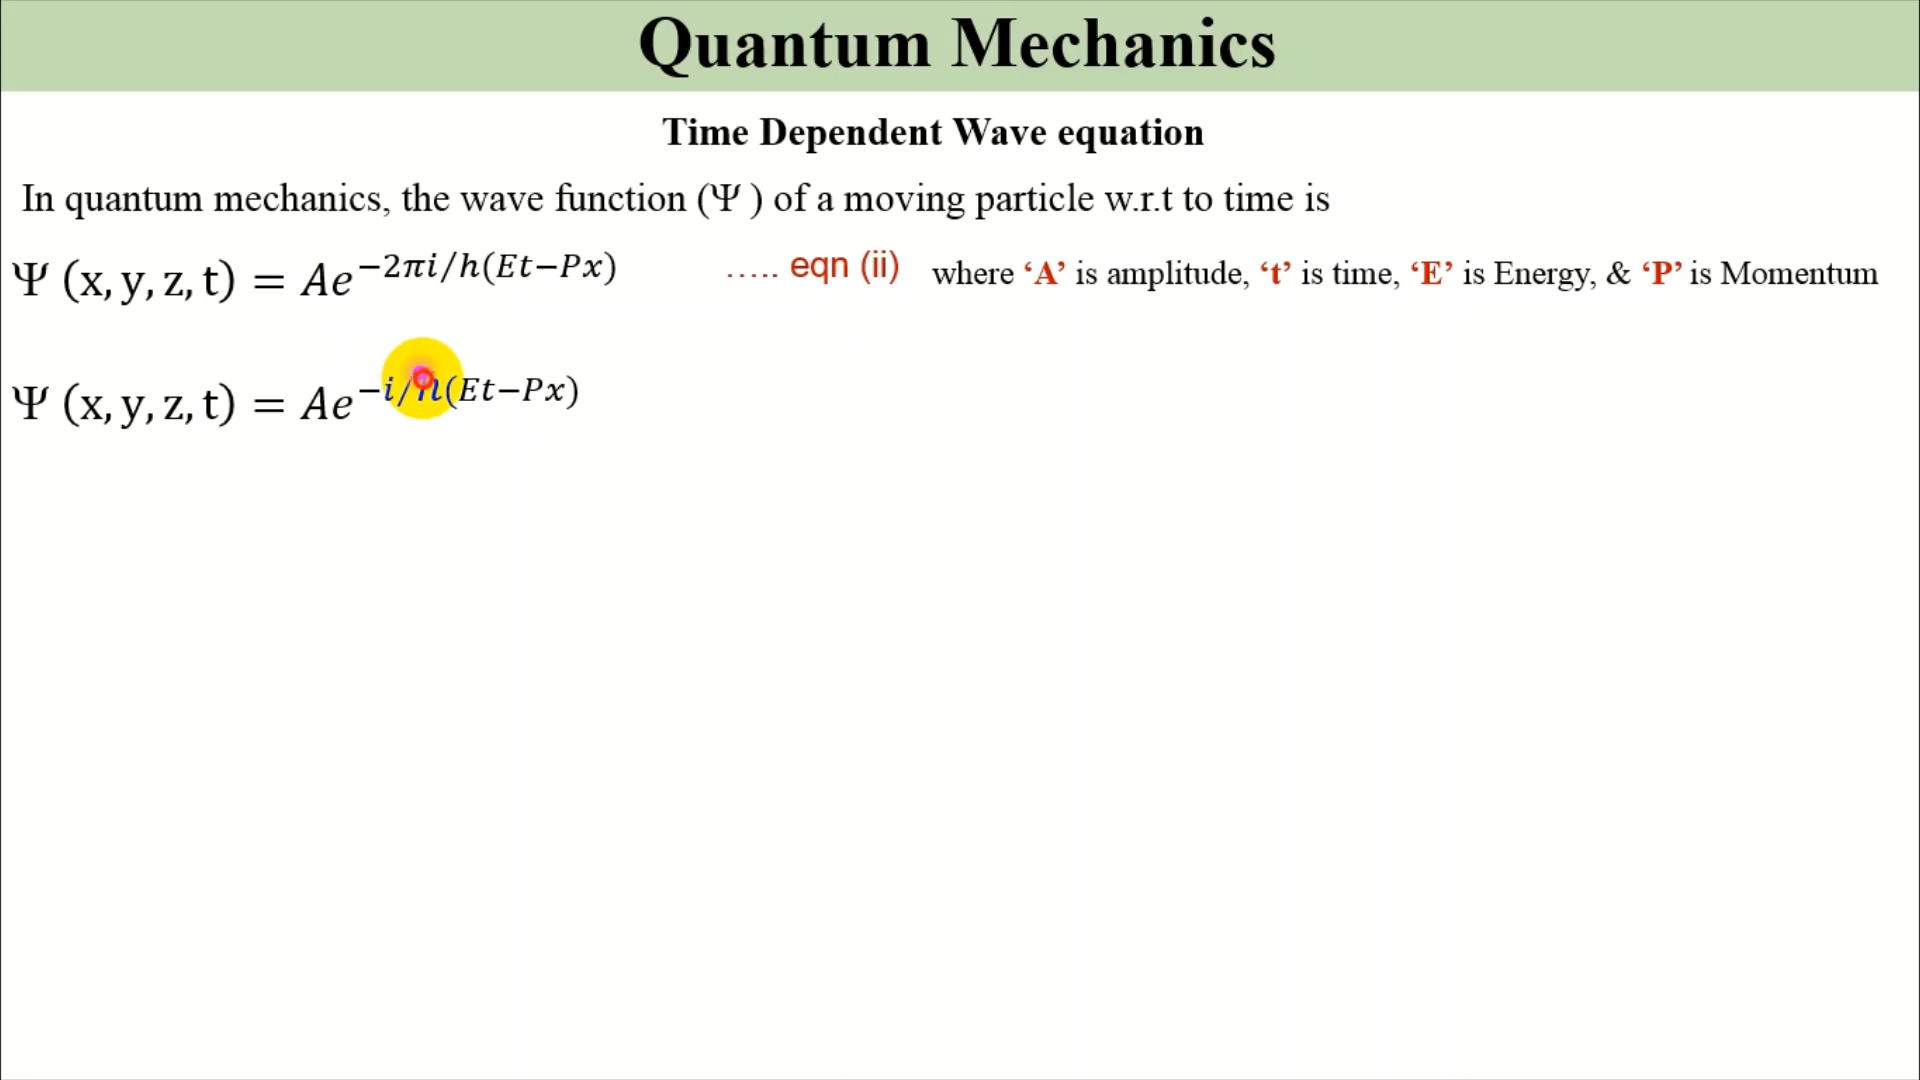 Quantum Mechanics
Time Dependent Wave equation
In quantum mechanics, the wave function (Ψ ) of a moving particle w.r.t to time is
Ψ (x, y, z, t) = Ae^−2πi/h(Et−Px) ..... eqn (ii) where ‘A’ is amplitude, ‘t’ is time, ‘E’ is Energy, & ‘P’ is Momentum
Ψ (x, y, z, t) = Ae^−i/ħ(Et−Px)